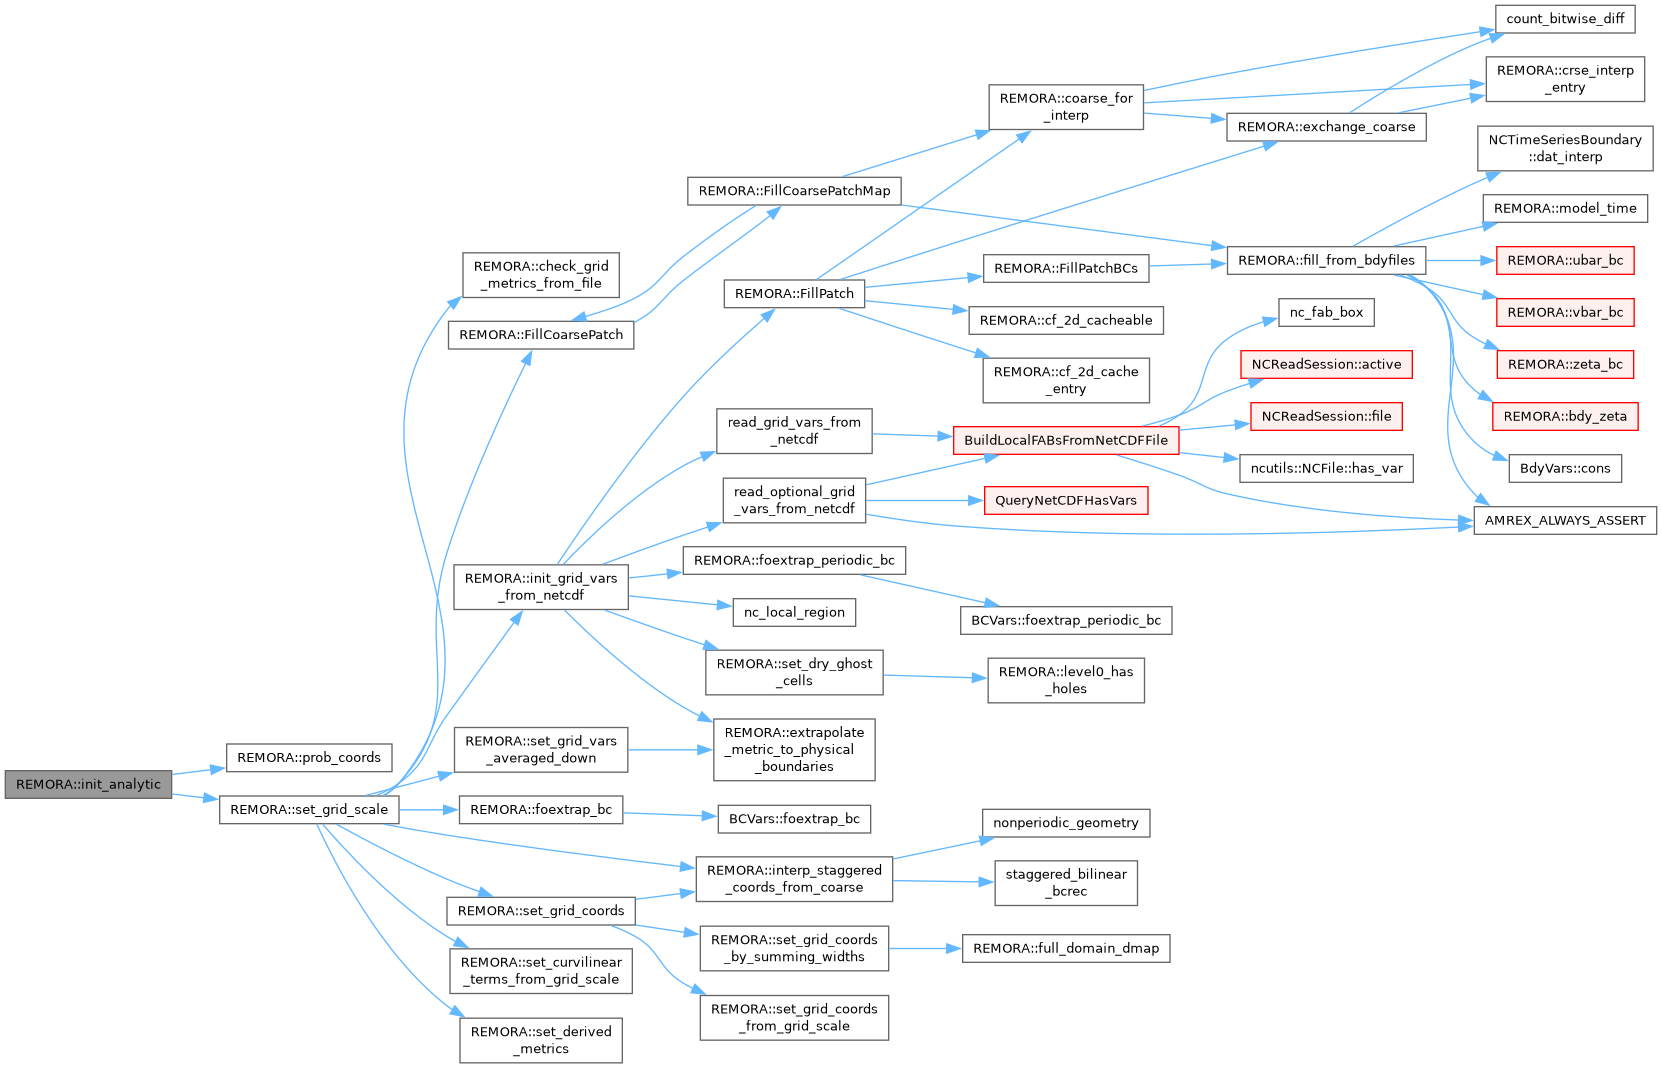 REMORA::init_analytic
REMORA::prob_coords
REMORA::set_grid_scale
REMORA::check_grid
_metrics_from_file
REMORA::FillCoarsePatch
REMORA::init_grid_vars
_from_netcdf
REMORA::set_grid_vars
_averaged_down
REMORA::foextrap_bc
REMORA::set_grid_coords
REMORA::set_curvilinear
_terms_from_grid_scale
REMORA::set_derived
_metrics
REMORA::FillCoarsePatchMap
REMORA::FillPatch
read_grid_vars_from
_netcdf
read_optional_grid
_vars_from_netcdf
REMORA::foextrap_periodic_bc
nc_local_region
REMORA::set_dry_ghost
_cells
REMORA::extrapolate
_metric_to_physical
_boundaries
BCVars::foextrap_bc
REMORA::interp_staggered
_coords_from_coarse
REMORA::set_grid_coords
_by_summing_widths
REMORA::set_grid_coords
_from_grid_scale
REMORA::coarse_for
_interp
REMORA::FillPatchBCs
REMORA::cf_2d_cacheable
REMORA::cf_2d_cache
_entry
BuildLocalFABsFromNetCDFFile
QueryNetCDFHasVars
BCVars::foextrap_periodic_bc
REMORA::level0_has
_holes
nonperiodic_geometry
staggered_bilinear
_bcrec
REMORA::full_domain_dmap
REMORA::exchange_coarse
REMORA::fill_from_bdyfiles
nc_fab_box
NCReadSession::active
NCReadSession::file
ncutils::NCFile::has_var
count_bitwise_diff
REMORA::crse_interp
_entry
NCTimeSeriesBoundary
::dat_interp
REMORA::model_time
REMORA::ubar_bc
REMORA::vbar_bc
REMORA::zeta_bc
REMORA::bdy_zeta
BdyVars::cons
AMREX_ALWAYS_ASSERT